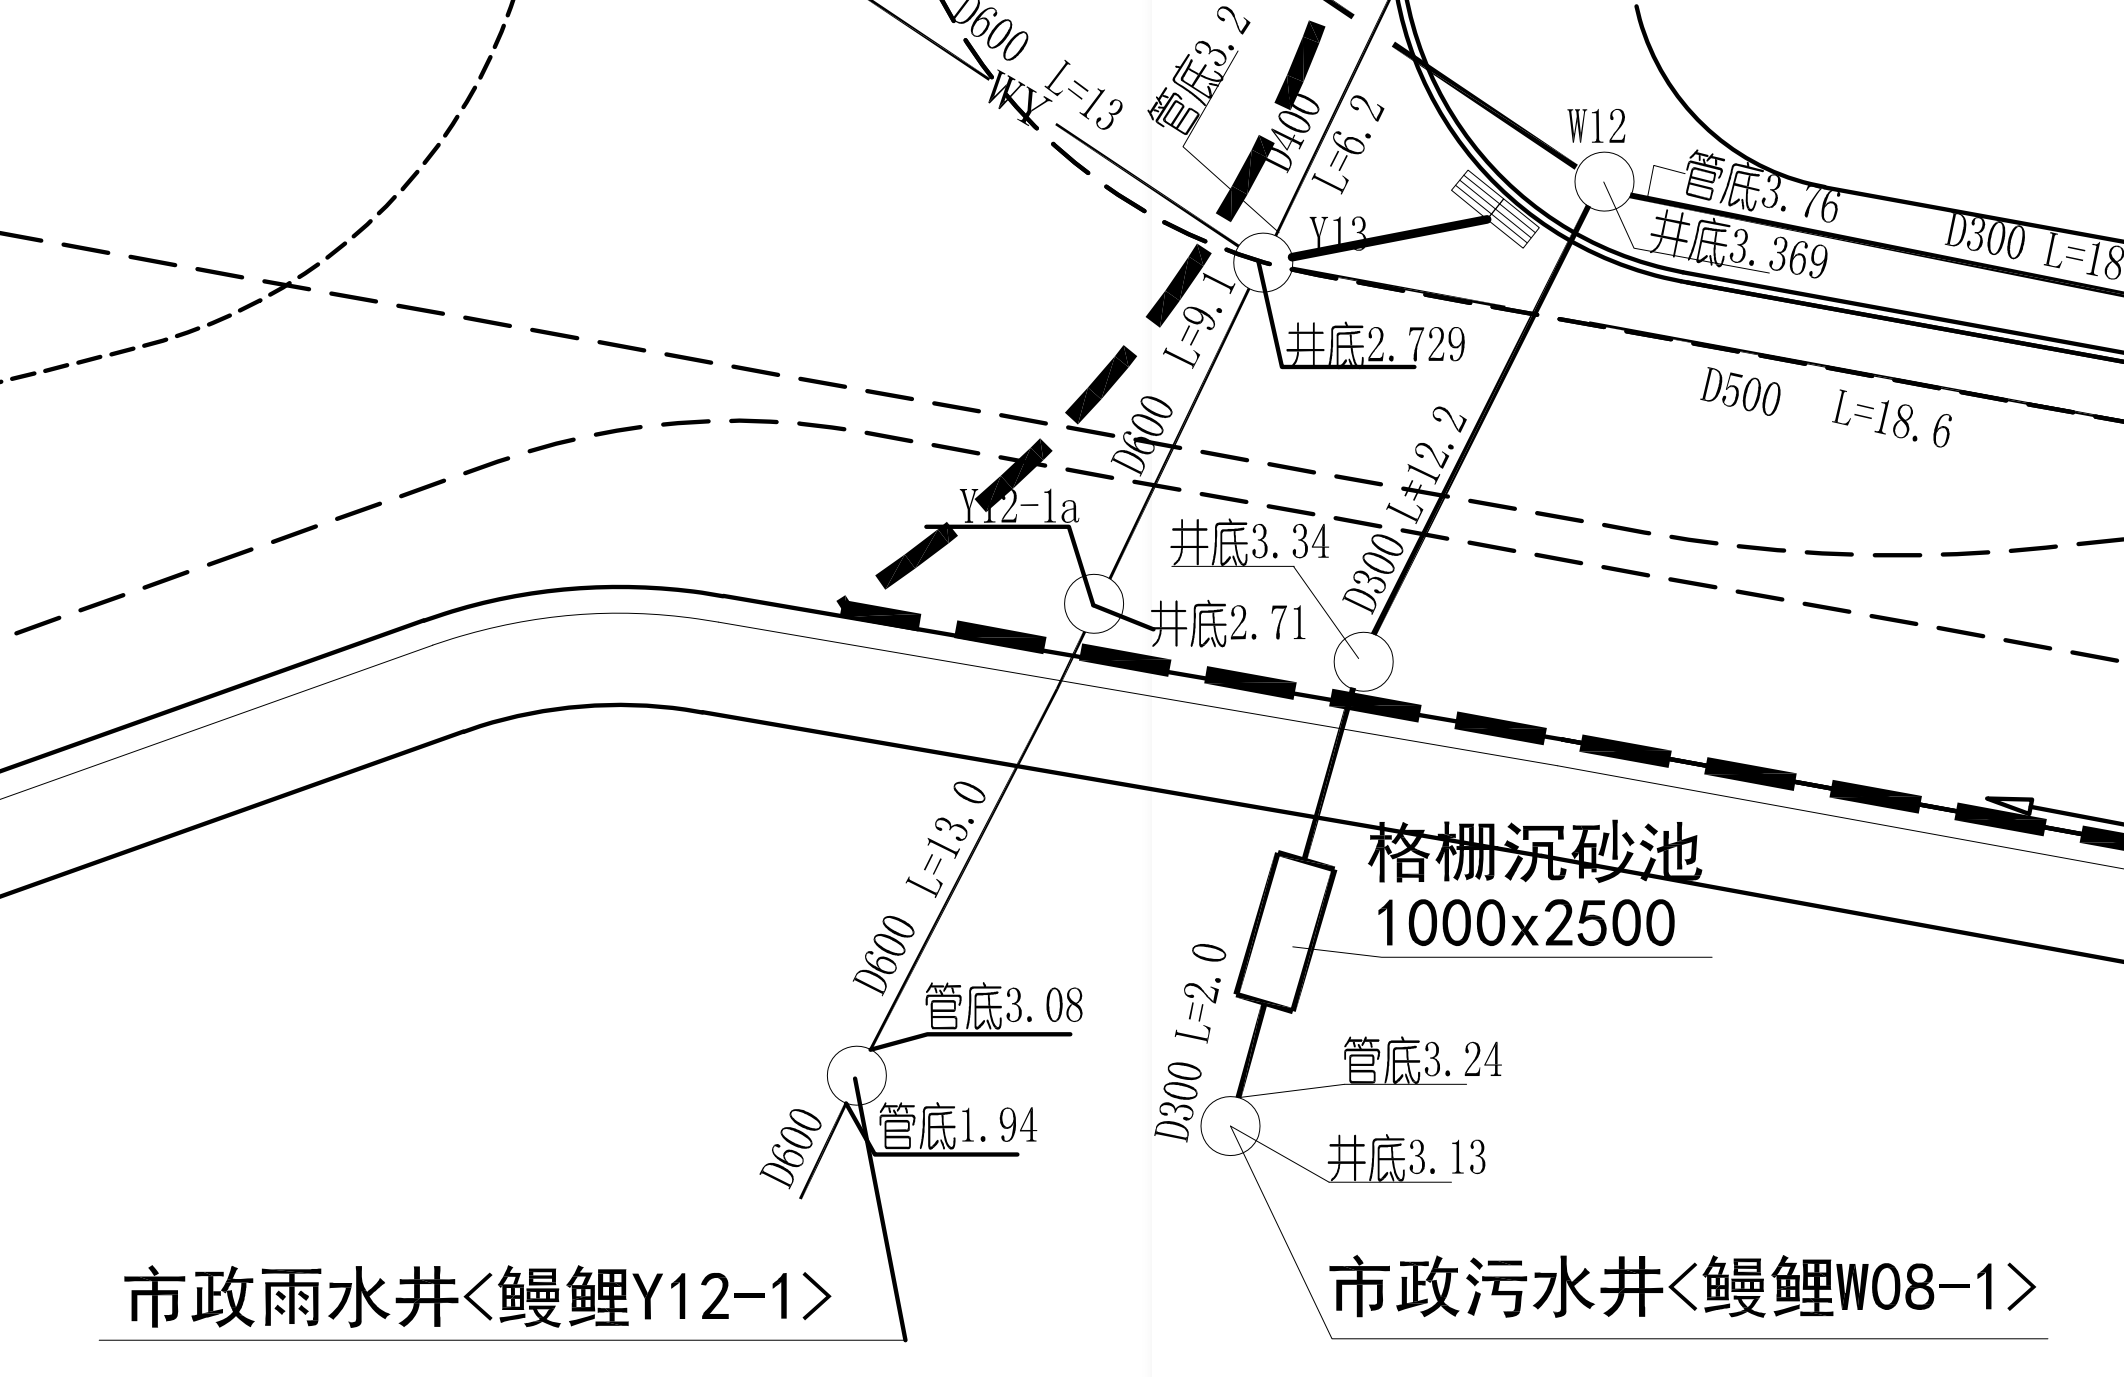 D600 L=13
WY
管底3.2
D400
L=6.2
W12
管底3.76
井底3.369
D300 L=18
Y13
井底2.729
L=9.1
D600
D500 L=18.6
D300 L=12.2
Y12-1a
井底3.34
井底2.71
D600 L=13.0
格栅沉砂池
1000x2500
D300 L=2.0
管底3.08
管底3.24
管底1.94
D600
井底3.13
市政雨水井<鳗鲤Y12-1>
市政污水井<鳗鲤W08-1>